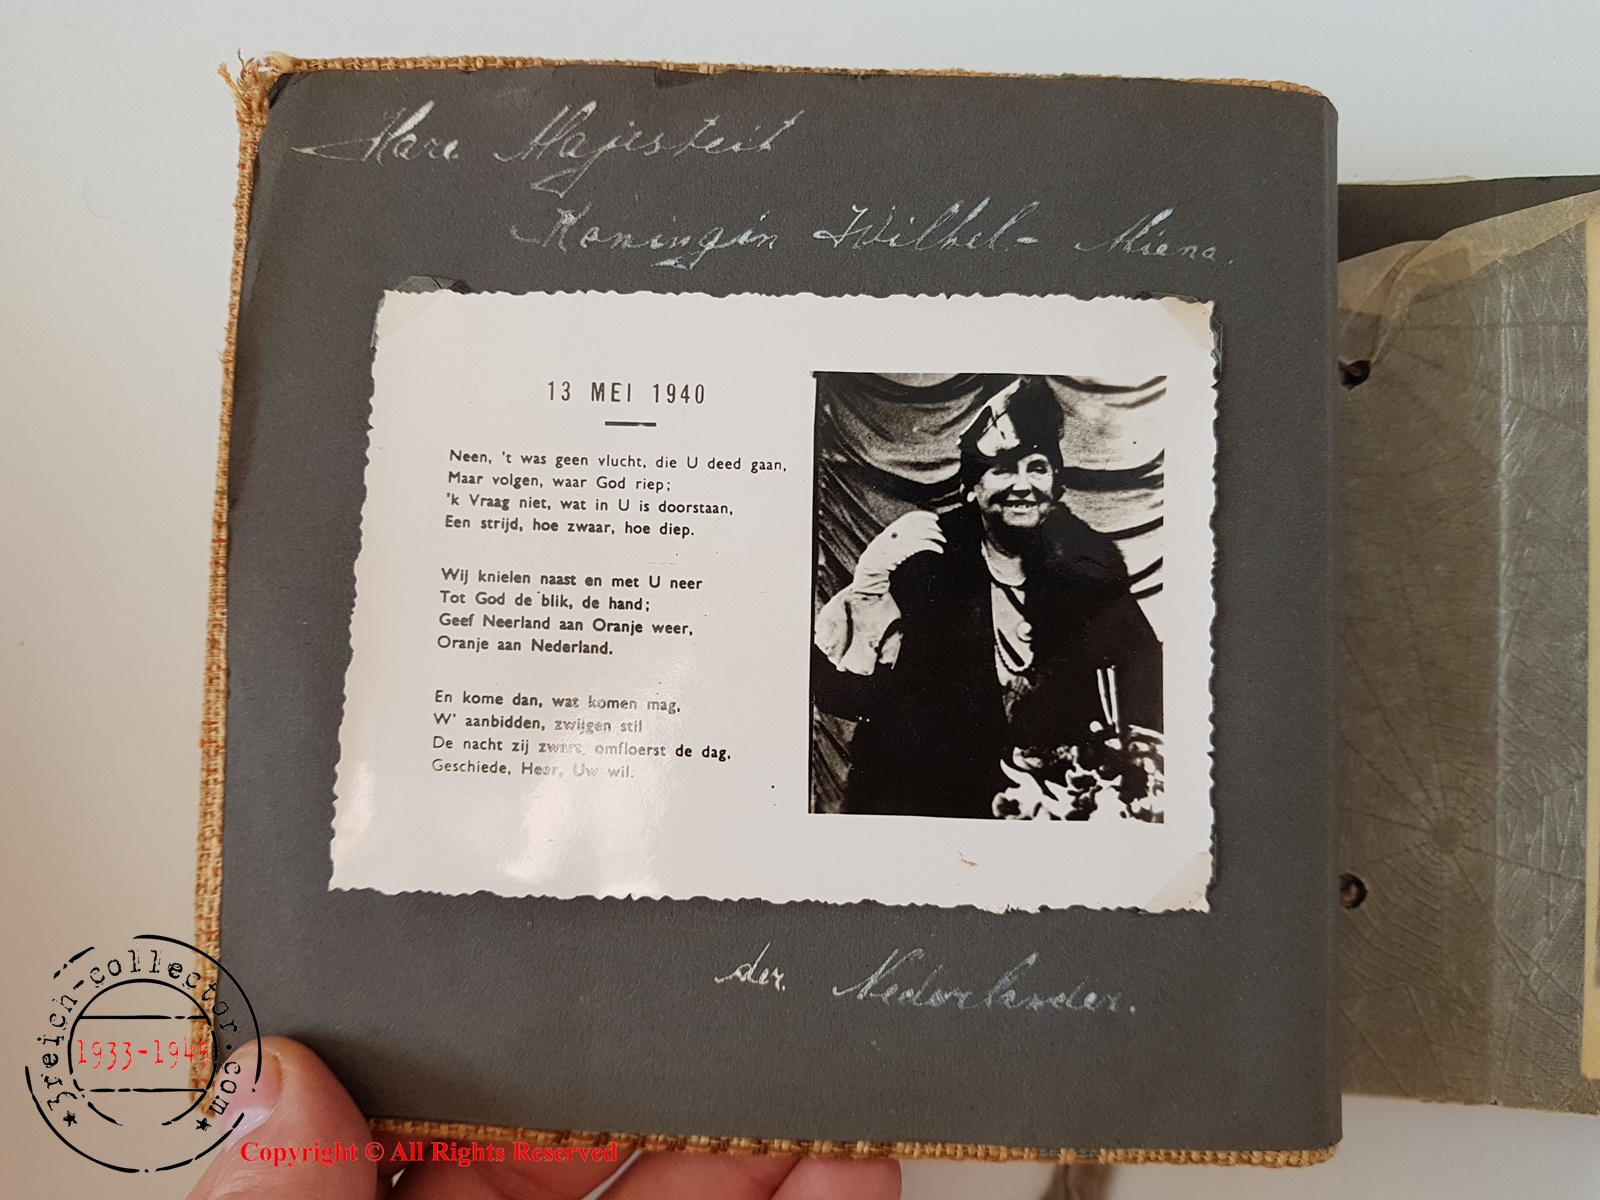 Hare Majesteit
Koningin Wilhel- Miena.
13 MEI 1940
Neen, 't was geen vlucht, die U deed gaan,
Maar volgen, waar God riep;
'k Vraag niet, wat in U is doorstaan,
Een strijd, hoe zwaar, hoe diep.
Wij knielen naast en met U neer
Tot God de blik, de hand;
Geef Neerland aan Oranje weer,
Oranje aan Nederland.
En kome dan, wat komen mag,
W' aanbidden, zwijgen stil
De nacht zij zwart, omfloerst de dag,
Geschiede, Heer, Uw wil.
der. Nederlander.
3reich-collector.com
1933-1945
Copyright © All Rights Reserved